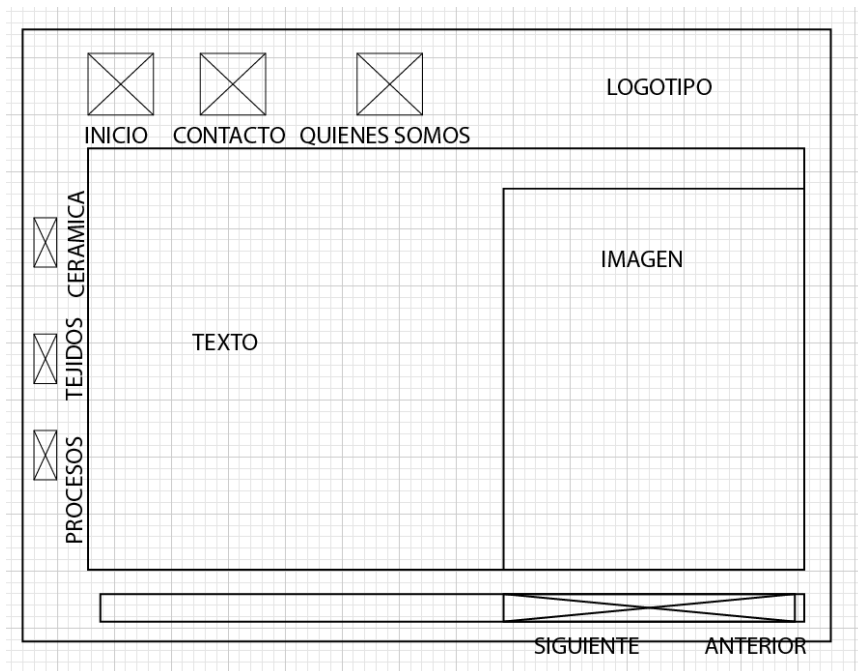 LOGOTIPO
INICIO CONTACTO QUIENES SOMOS
CERAMICA
TEJIDOS
PROCESOS
TEXTO
IMAGEN
SIGUIENTE ANTERIOR